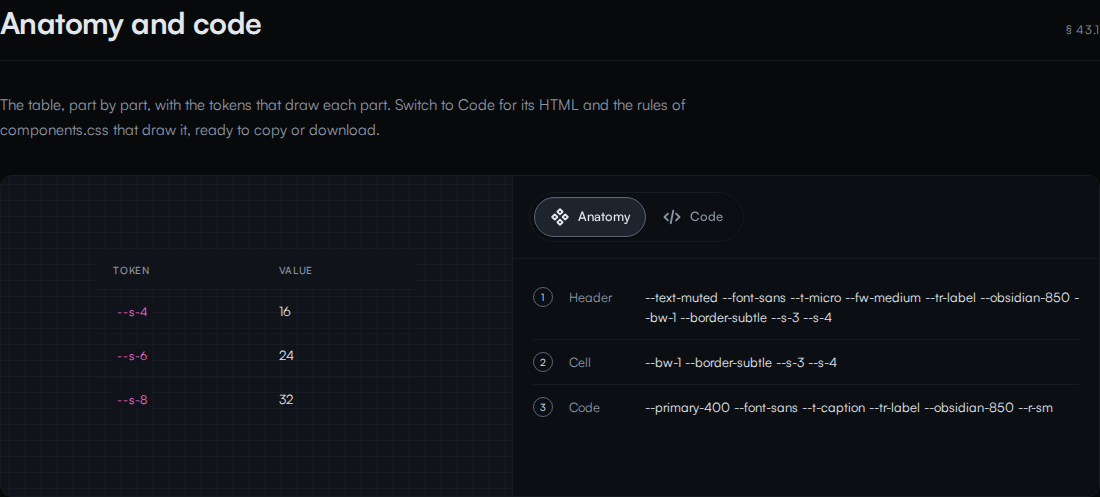 Anatomy and code
§ 43.1
The table, part by part, with the tokens that draw each part. Switch to Code for its HTML and the rules of
components.css that draw it, ready to copy or download.
Anatomy
Code
TOKEN VALUE
--s-4 16
--s-6 24
--s-8 32
1 Header --text-muted --font-sans --t-micro --fw-medium --tr-label --obsidian-850 -
-bw-1 --border-subtle --s-3 --s-4
2 Cell --bw-1 --border-subtle --s-3 --s-4
3 Code --primary-400 --font-sans --t-caption --tr-label --obsidian-850 --r-sm